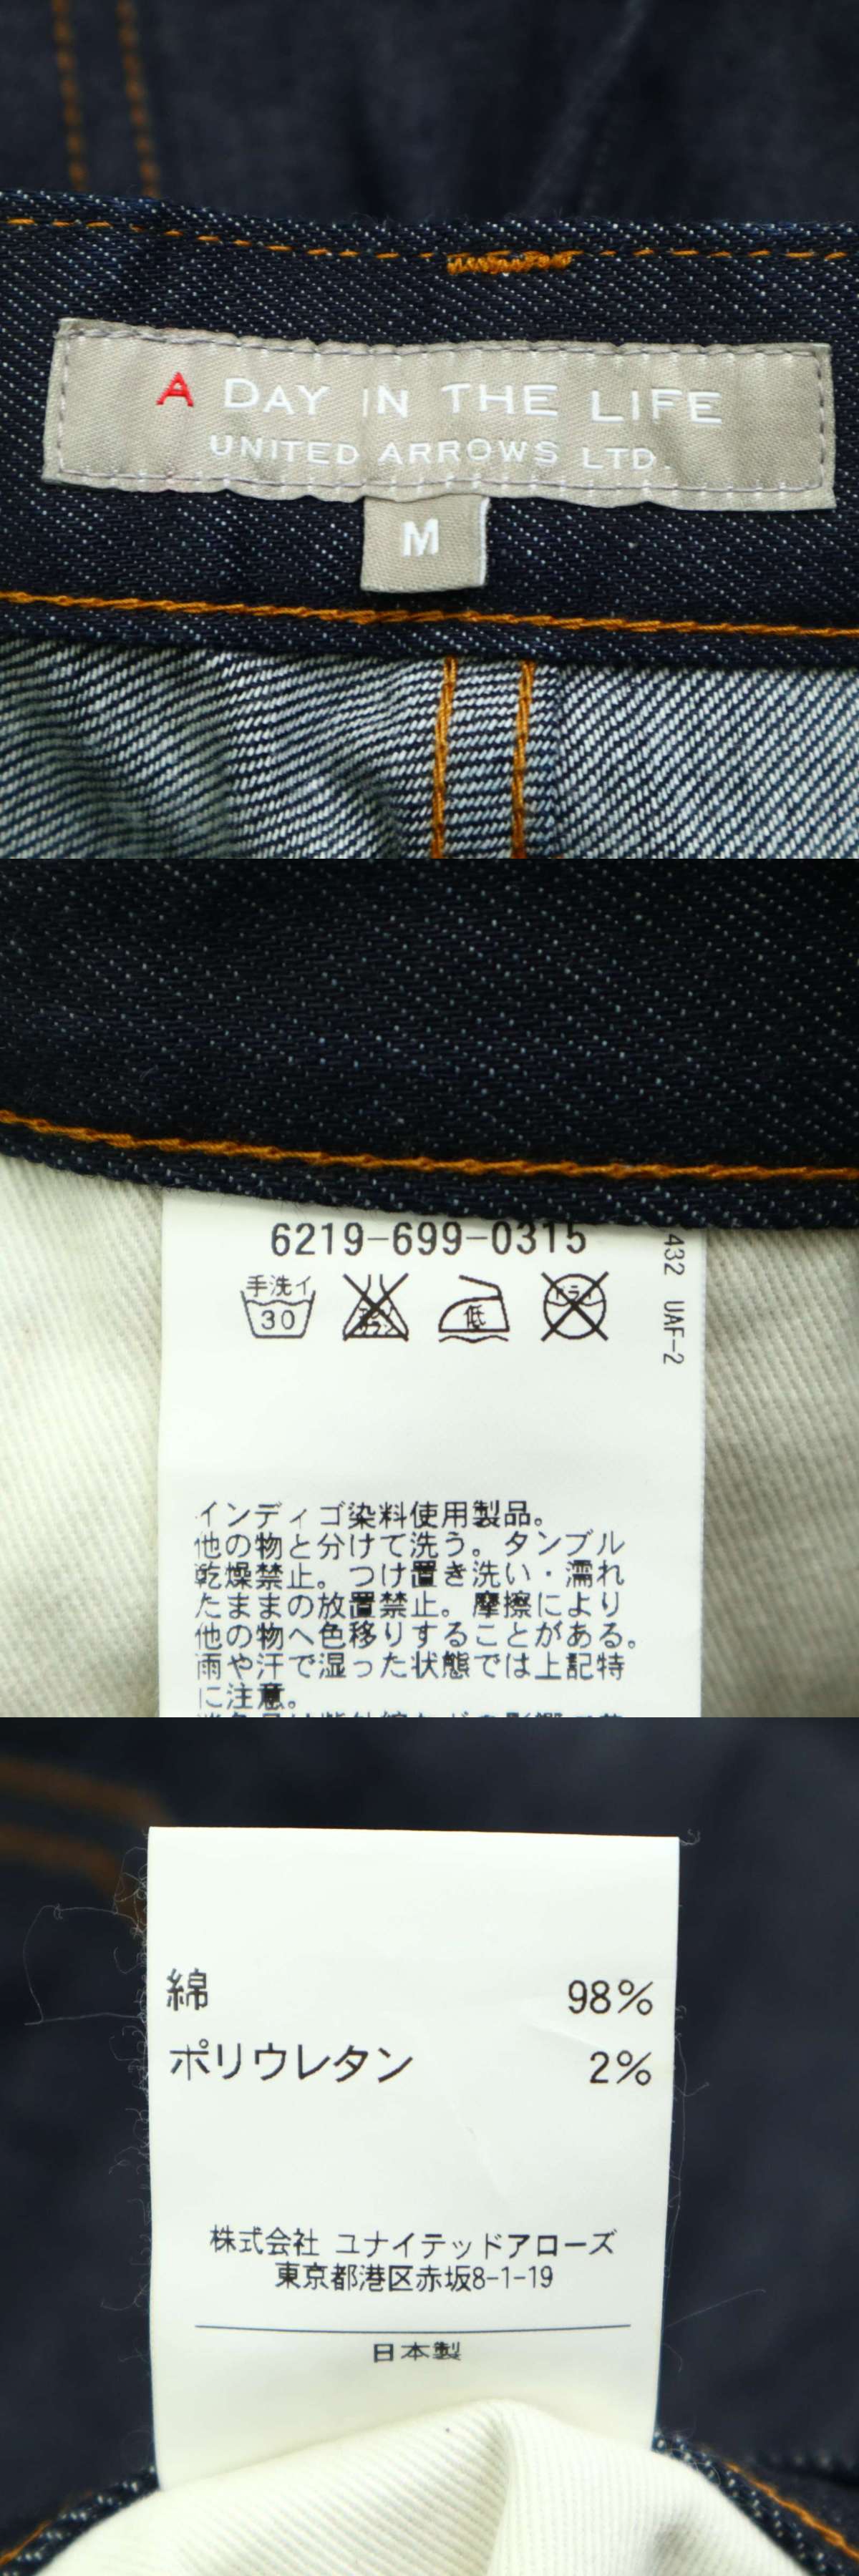 A DAY IN THE LIFE
UNITED ARROWS LTD.
M
6219-699-0315
432 UAF-2
手洗イ
30
低
ドライ
インディゴ染料使用製品。
他の物と分けて洗う。タンブル
乾燥禁止。つけ置き洗い・濡れ
たままの放置禁止。摩擦により
他の物へ色移りすることがある。
雨や汗で湿った状態では上記特
に注意。
綿 98%
ポリウレタン 2%
株式会社 ユナイテッドアローズ
東京都港区赤坂8-1-19
日本製